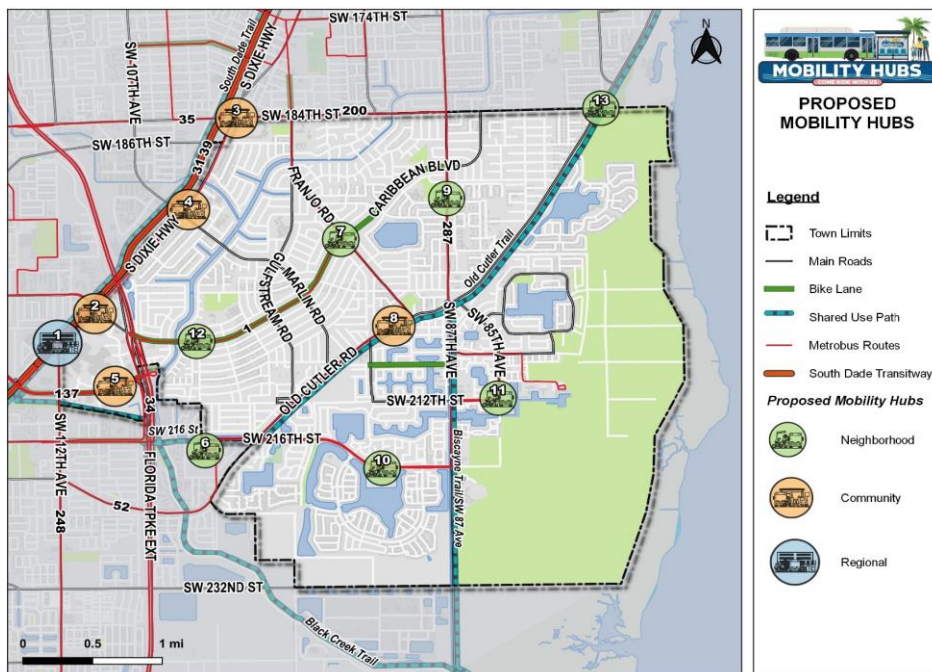 SW 174TH ST
N
SW 107TH AVE
South Dade Trail
S DIXIE HWY
3
35
SW 184TH ST
200
13
SW 186TH ST
31
39
CARIBBEAN BLVD
FRANJO RD
9
4
7
287
S DIXIE HWY
MARLIN RD
GULFSTREAM RD
Old Cutler Trail
2
1
12
1
8
SW 87TH AVE
SW 85TH AVE
OLD CUTLER RD
5
137
34
SW 212TH ST
11
SW 216 St
6
SW 216TH ST
10
SW 112TH AVE
FLORIDA TPKE EXT
Biscayne Trail/SW 87 Ave
52
248
SW 232ND ST
Black Creek Trail
0
0.5
1 mi
MOBILITY HUBS
COME RIDE WITH US
PROPOSED
MOBILITY HUBS
Legend
Town Limits
Main Roads
Bike Lane
Shared Use Path
Metrobus Routes
South Dade Transitway
Proposed Mobility Hubs
Neighborhood
Community
Regional